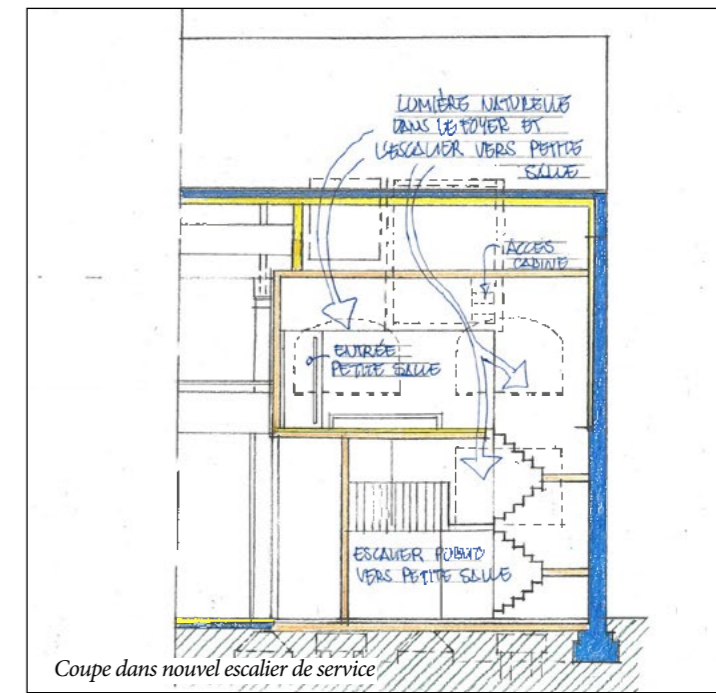 LUMIÈRE NATURELLE
DANS LE FOYER ET
L'ESCALIER VERS PETITE
SALLE
ACCES
CABINE
ENTRÉE
PETITE SALLE
ESCALIER PUBLIC
VERS PETITE SALLE
Coupe dans nouvel escalier de service